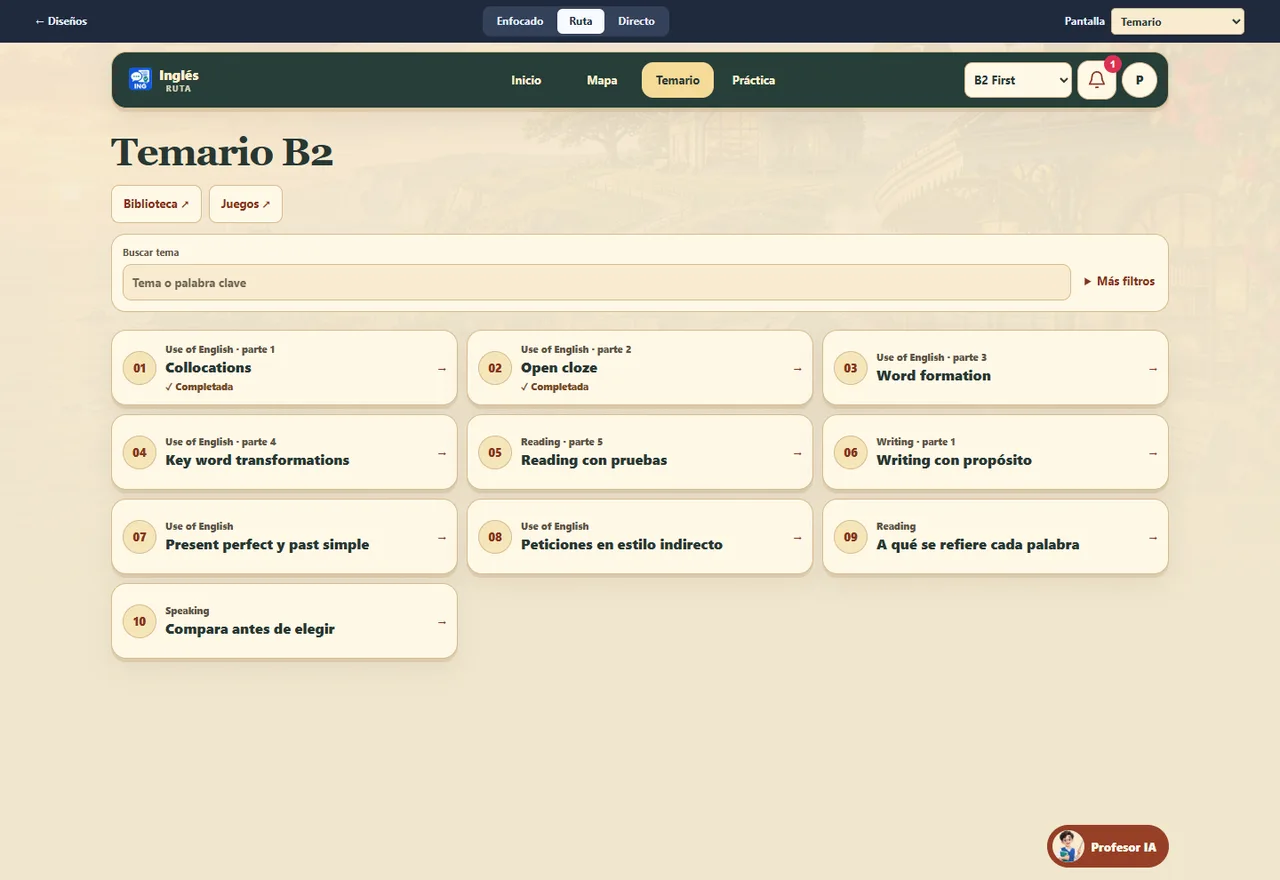 ← Diseños
Enfocado
Ruta
Directo
Pantalla
Temario
ING
Inglés
RUTA
Inicio
Mapa
Temario
Práctica
B2 First
1
P
Temario B2
Biblioteca ↗
Juegos ↗
Buscar tema
Tema o palabra clave
▶ Más filtros
01
Use of English · parte 1
Collocations
✓ Completada
→
02
Use of English · parte 2
Open cloze
✓ Completada
→
03
Use of English · parte 3
Word formation
→
04
Use of English · parte 4
Key word transformations
→
05
Reading · parte 5
Reading con pruebas
→
06
Writing · parte 1
Writing con propósito
→
07
Use of English
Present perfect y past simple
→
08
Use of English
Peticiones en estilo indirecto
→
09
Reading
A qué se refiere cada palabra
→
10
Speaking
Compara antes de elegir
→
Profesor IA